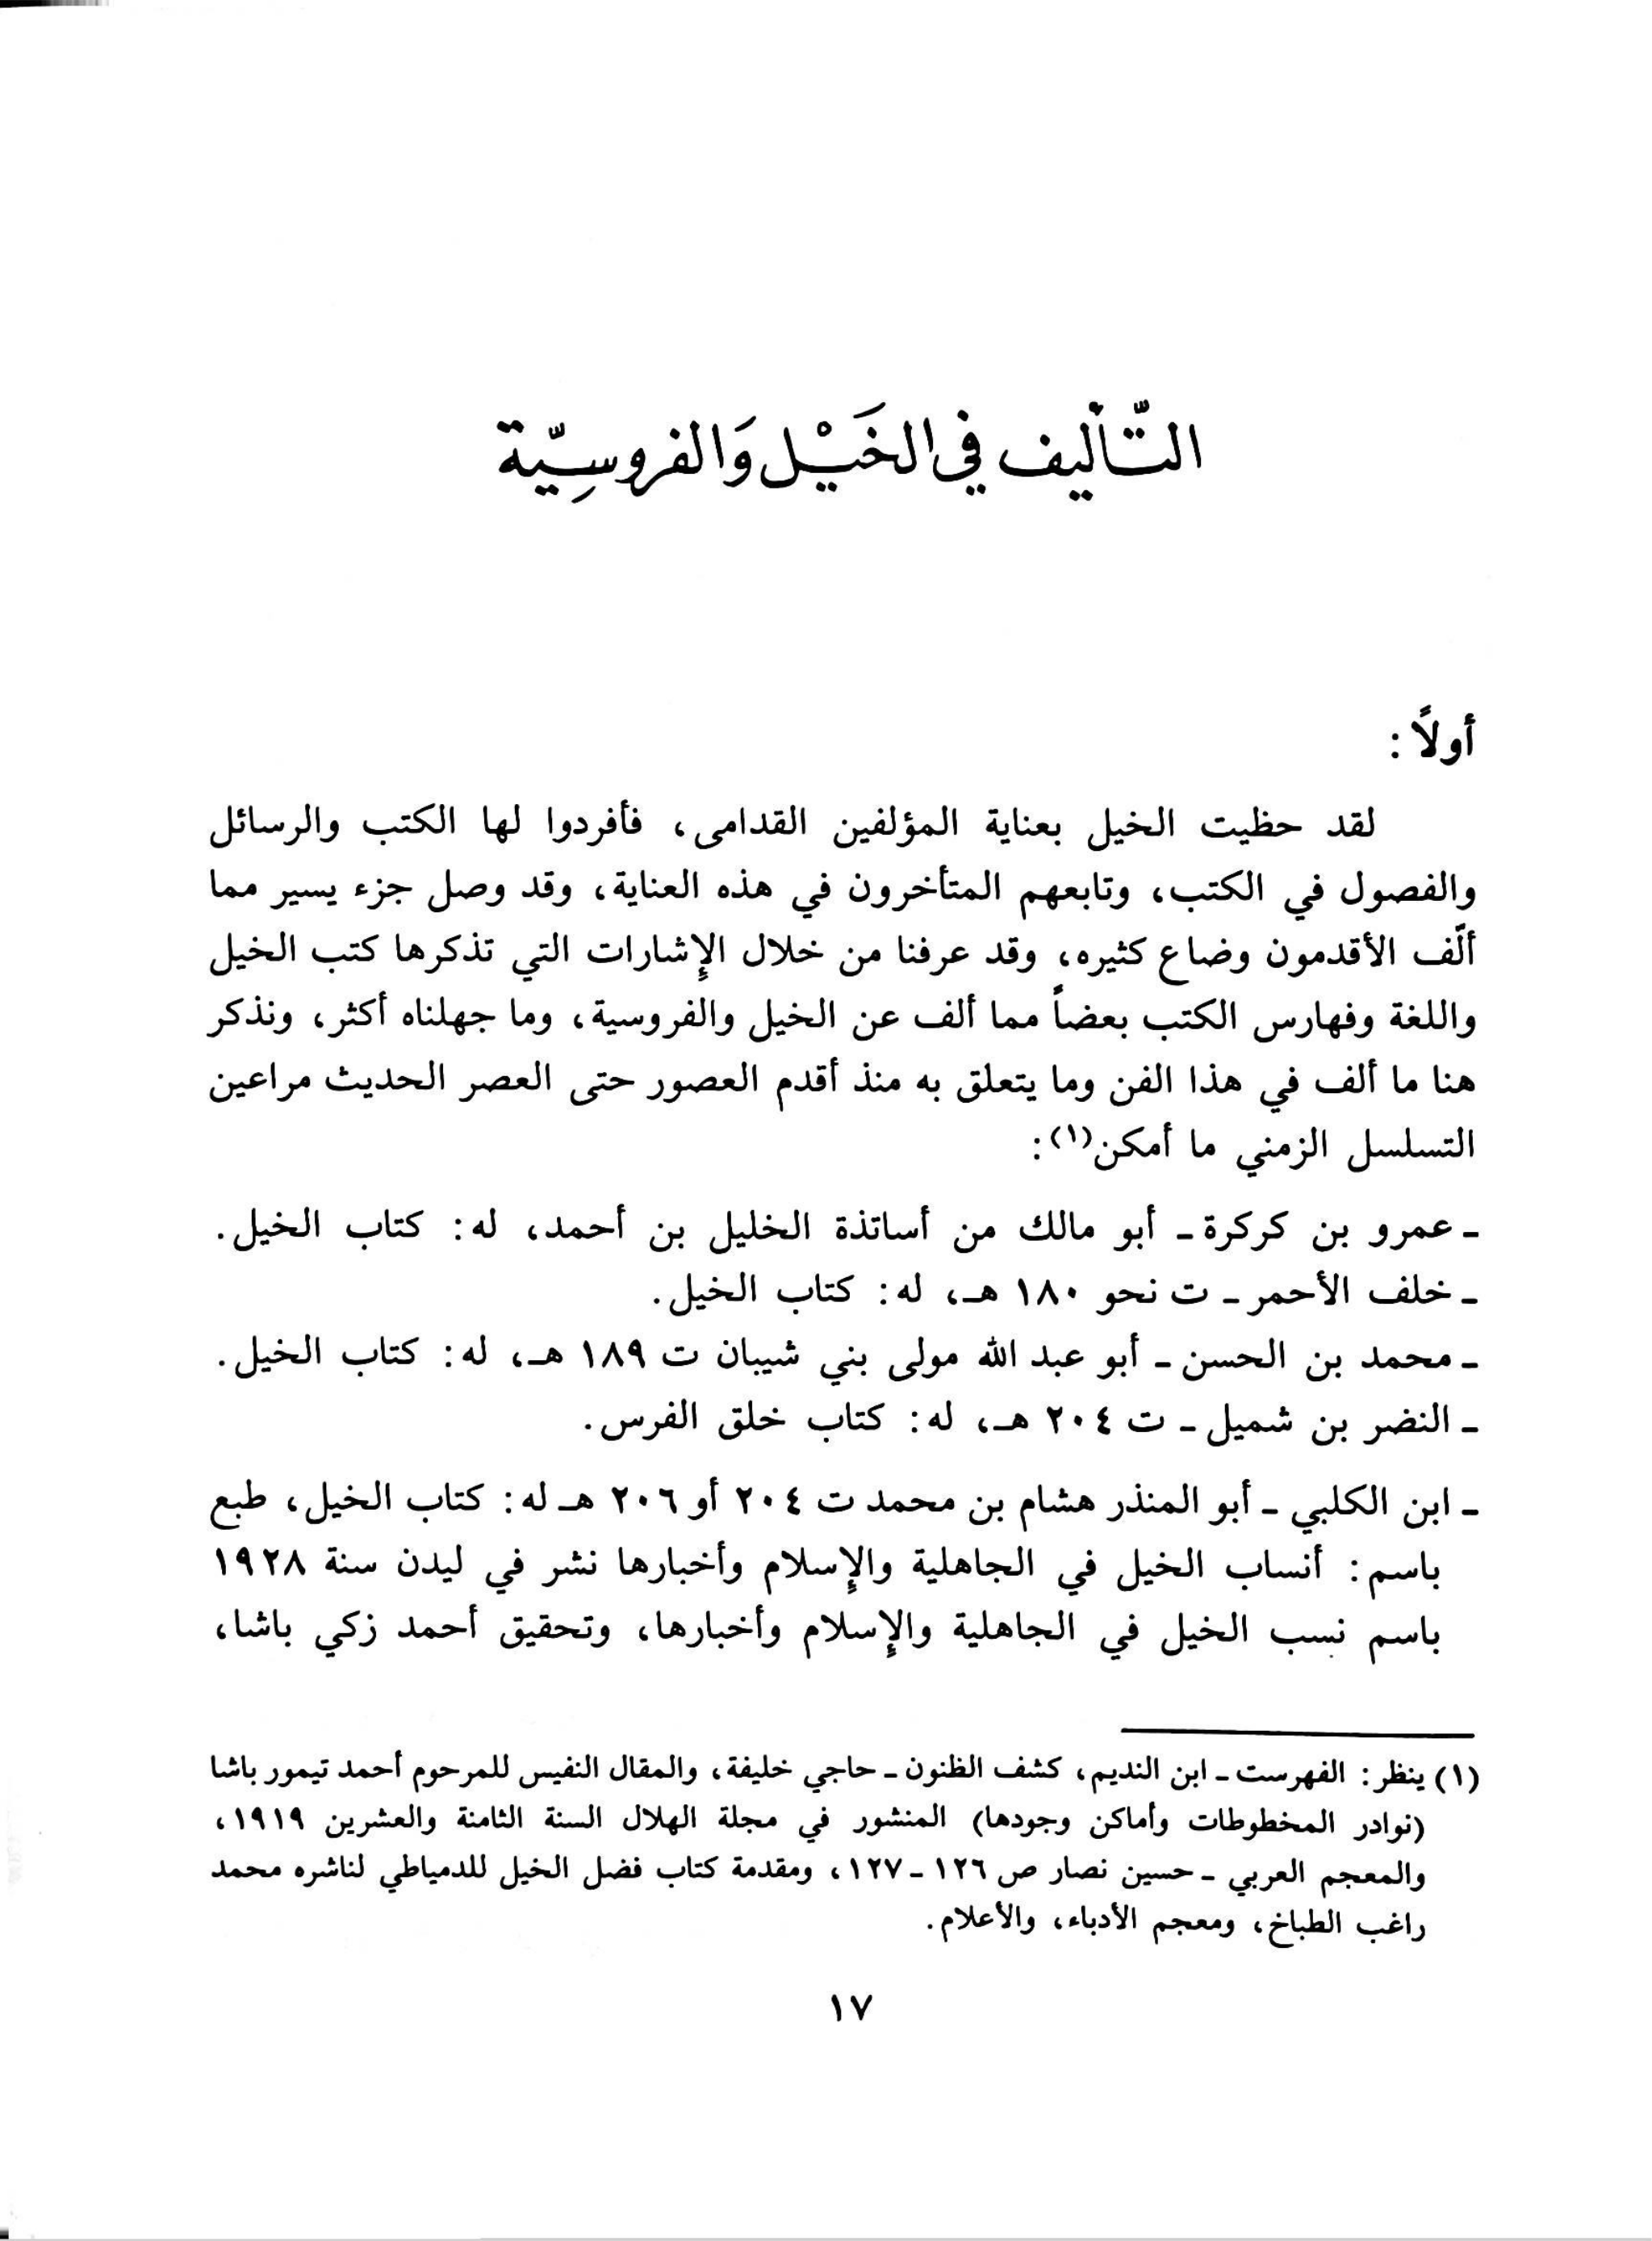 التّأليف في الخَيْل وَالفروسِيّة
أولاً :
لقد حظيت الخيل بعناية المؤلفين القدامى، فأفردوا لها الكتب والرسائل
والفصول في الكتب، وتابعهم المتأخرون في هذه العناية، وقد وصل جزء يسير مما
ألّف الأقدمون وضاع كثيره، وقد عرفنا من خلال الإشارات التي تذكرها كتب الخيل
واللغة وفهارس الكتب بعضاً مما ألف عن الخيل والفروسية، وما جهلناه أكثر، ونذكر
هنا ما ألف في هذا الفن وما يتعلق به منذ أقدم العصور حتى العصر الحديث مراعين
التسلسل الزمني ما أمكن(١):
ـ عمرو بن كركرة ـ أبو مالك من أساتذة الخليل بن أحمد، له: كتاب الخيل.
ـ خلف الأحمر ـ ت نحو ١٨٠ هـ، له: كتاب الخيل.
ـ محمد بن الحسن ـ أبو عبد الله مولى بني شيبان ت ١٨٩ هـ، له: كتاب الخيل.
ـ النضر بن شميل ـ ت ٢٠٤ هـ، له: كتاب خلق الفرس.
ـ ابن الكلبي ـ أبو المنذر هشام بن محمد ت ٢٠٤ أو ٢٠٦ هـ له: كتاب الخيل، طبع
باسم: أنساب الخيل في الجاهلية والإسلام وأخبارها نشر في ليدن سنة ١٩٢٨
باسم نسب الخيل في الجاهلية والإسلام وأخبارها، وتحقيق أحمد زكي باشا،
(١) ينظر: الفهرست ـ ابن النديم، كشف الظنون ـ حاجي خليفة، والمقال النفيس للمرحوم أحمد تيمور باشا
(نوادر المخطوطات وأماكن وجودها) المنشور في مجلة الهلال السنة الثامنة والعشرين ١٩١٩،
والمعجم العربي ـ حسين نصار ص ١٢٦ ـ ١٢٧، ومقدمة كتاب فضل الخيل للدمياطي لناشره محمد
راغب الطباخ، ومعجم الأدباء، والأعلام.
١٧